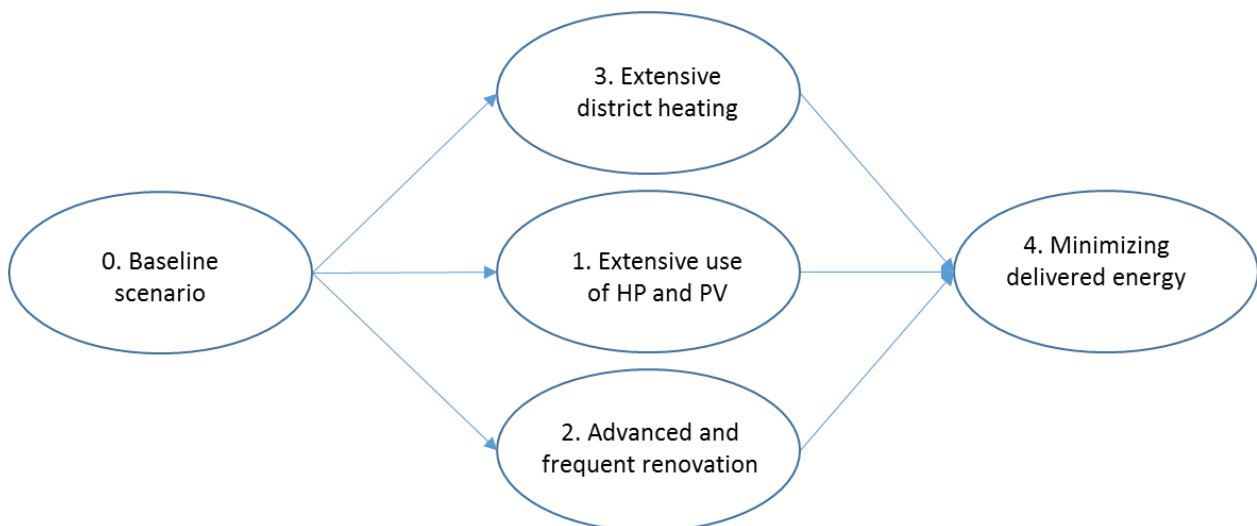 3. Extensive
district heating
0. Baseline
scenario
1. Extensive use
of HP and PV
4. Minimizing
delivered energy
2. Advanced and
frequent renovation